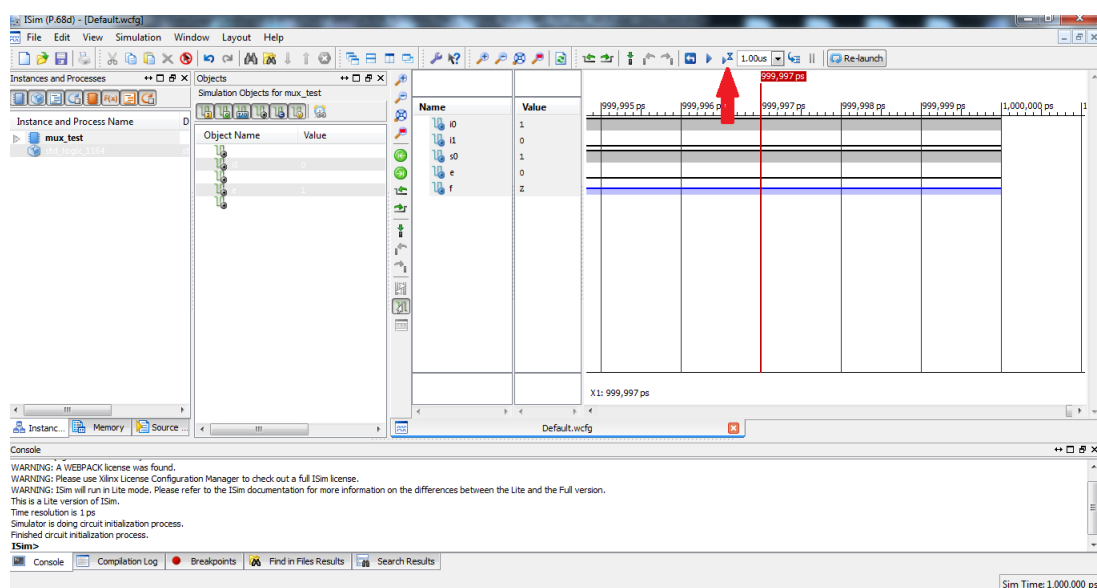 ISim (P.68d) - [Default.wcfg]
File Edit View Simulation Window Layout Help
1.00us Re-launch
Instances and Processes
Objects
Simulation Objects for mux_test
Instance and Process Name D
mux_test
std_logic_1164
Object Name Value
0
1
Name Value
i0 1
i1 0
s0 1
e 0
f Z
999,997 ps
999,995 ps 999,996 999,997 ps 999,998 ps 999,999 ps 1,000,000 ps 1
X1: 999,997 ps
Instanc... Memory Source ...
Default.wcfg
Console
WARNING: A WEBPACK license was found.
WARNING: Please use Xilinx License Configuration Manager to check out a full ISim license.
WARNING: ISim will run in Lite mode. Please refer to the ISim documentation for more information on the differences between the Lite and the Full version.
This is a Lite version of ISim.
Time resolution is 1 ps
Simulator is doing circuit initialization process.
Finished circuit initialization process.
ISim>
Console Compilation Log Breakpoints Find in Files Results Search Results
Sim Time: 1,000,000 ps